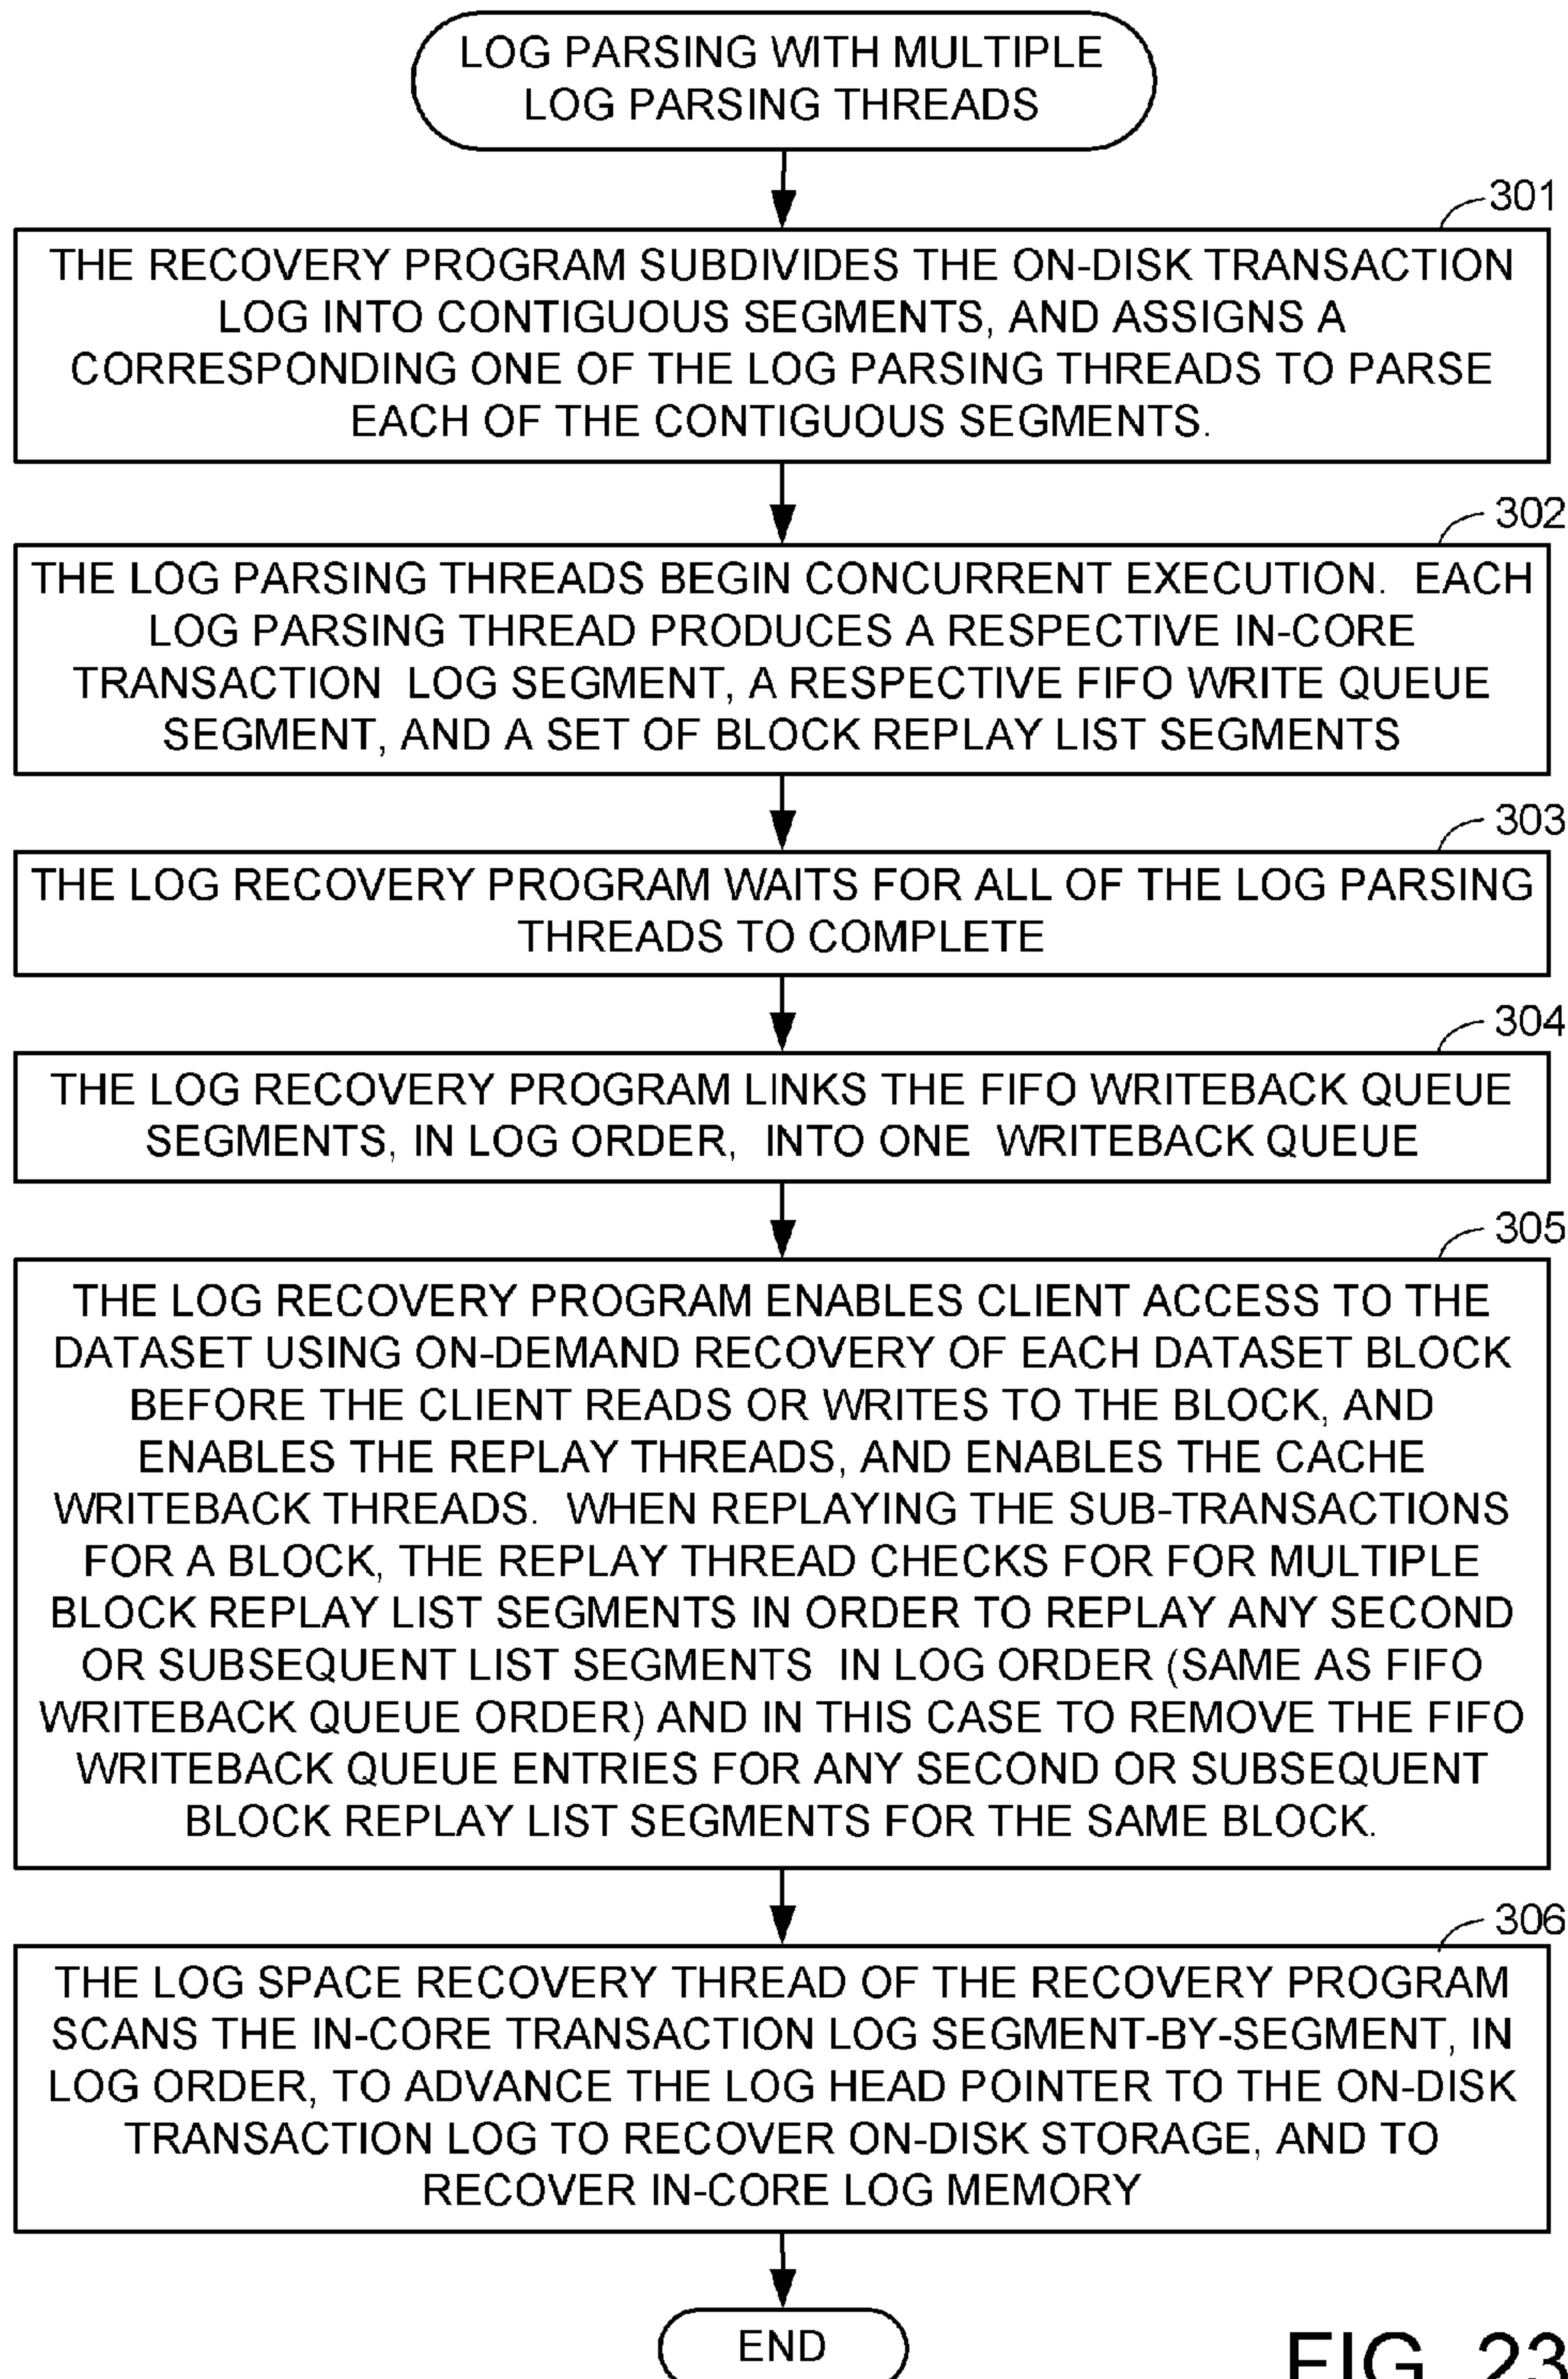 LOG PARSING WITH MULTIPLE
LOG PARSING THREADS
301
THE RECOVERY PROGRAM SUBDIVIDES THE ON-DISK TRANSACTION
LOG INTO CONTIGUOUS SEGMENTS, AND ASSIGNS A
CORRESPONDING ONE OF THE LOG PARSING THREADS TO PARSE
EACH OF THE CONTIGUOUS SEGMENTS.
302
THE LOG PARSING THREADS BEGIN CONCURRENT EXECUTION. EACH
LOG PARSING THREAD PRODUCES A RESPECTIVE IN-CORE
TRANSACTION LOG SEGMENT, A RESPECTIVE FIFO WRITE QUEUE
SEGMENT, AND A SET OF BLOCK REPLAY LIST SEGMENTS
303
THE LOG RECOVERY PROGRAM WAITS FOR ALL OF THE LOG PARSING
THREADS TO COMPLETE
304
THE LOG RECOVERY PROGRAM LINKS THE FIFO WRITEBACK QUEUE
SEGMENTS, IN LOG ORDER, INTO ONE WRITEBACK QUEUE
305
THE LOG RECOVERY PROGRAM ENABLES CLIENT ACCESS TO THE
DATASET USING ON-DEMAND RECOVERY OF EACH DATASET BLOCK
BEFORE THE CLIENT READS OR WRITES TO THE BLOCK, AND
ENABLES THE REPLAY THREADS, AND ENABLES THE CACHE
WRITEBACK THREADS. WHEN REPLAYING THE SUB-TRANSACTIONS
FOR A BLOCK, THE REPLAY THREAD CHECKS FOR FOR MULTIPLE
BLOCK REPLAY LIST SEGMENTS IN ORDER TO REPLAY ANY SECOND
OR SUBSEQUENT LIST SEGMENTS IN LOG ORDER (SAME AS FIFO
WRITEBACK QUEUE ORDER) AND IN THIS CASE TO REMOVE THE FIFO
WRITEBACK QUEUE ENTRIES FOR ANY SECOND OR SUBSEQUENT
BLOCK REPLAY LIST SEGMENTS FOR THE SAME BLOCK.
306
THE LOG SPACE RECOVERY THREAD OF THE RECOVERY PROGRAM
SCANS THE IN-CORE TRANSACTION LOG SEGMENT-BY-SEGMENT, IN
LOG ORDER, TO ADVANCE THE LOG HEAD POINTER TO THE ON-DISK
TRANSACTION LOG TO RECOVER ON-DISK STORAGE, AND TO
RECOVER IN-CORE LOG MEMORY
END
FIG. 23